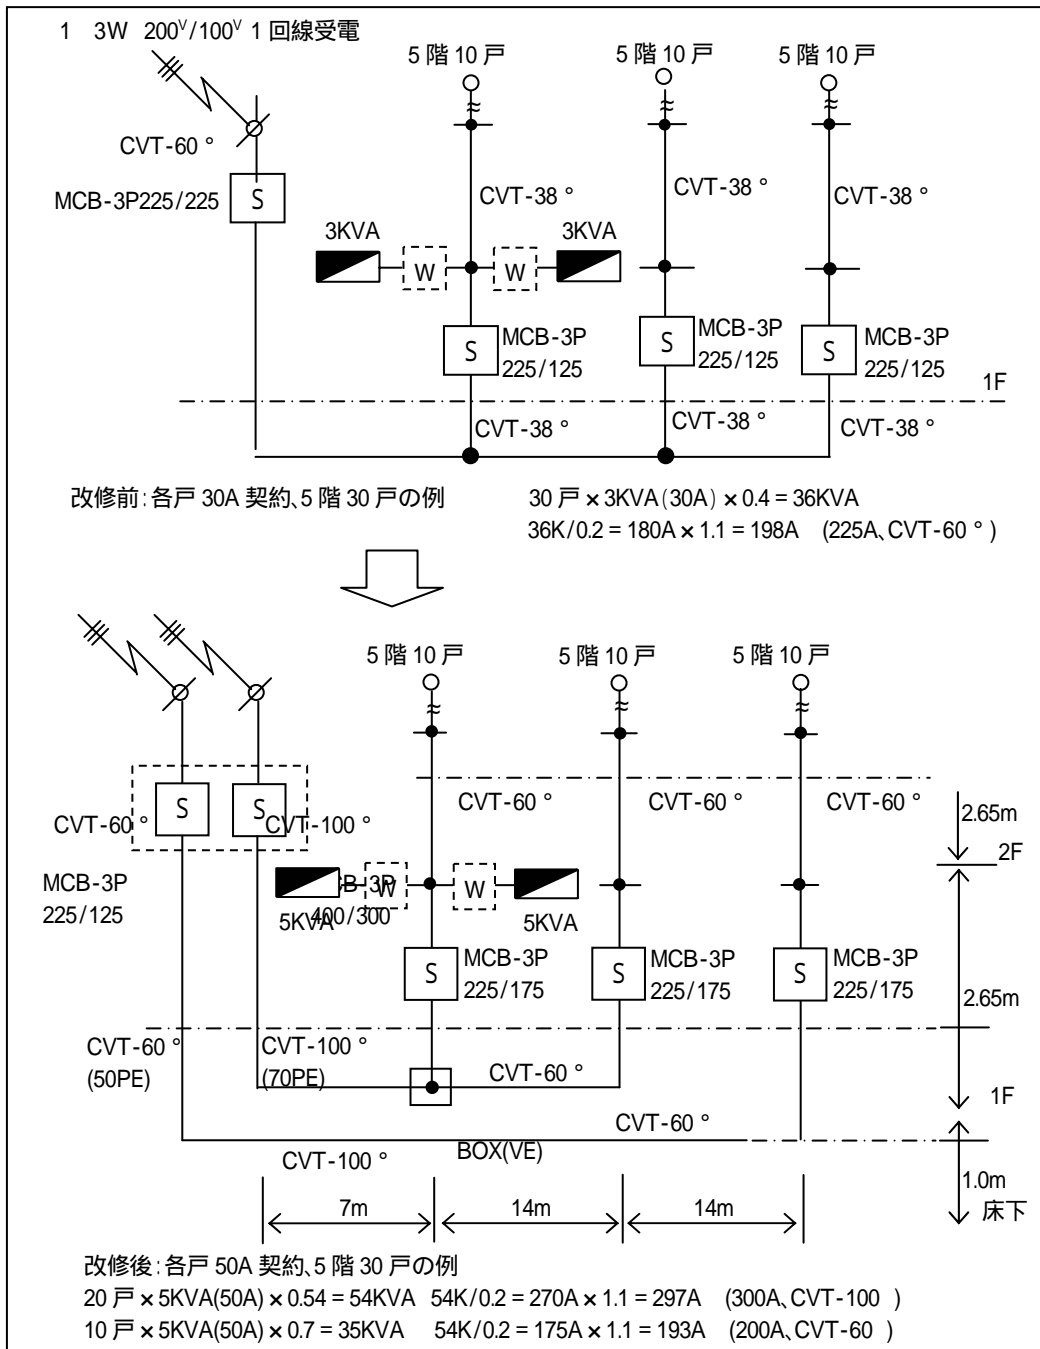 1 3W 200V/100V 1 回線受電
5 階 10 戸
5 階 10 戸
5 階 10 戸
CVT-60 °
MCB-3P225/225
S
CVT-38 °
CVT-38 °
CVT-38 °
3KVA
3KVA
W
W
S
MCB-3P
225/125
S
MCB-3P
225/125
S
MCB-3P
225/125
1F
CVT-38 °
CVT-38 °
CVT-38 °
改修前:各戸 30A 契約、5 階 30 戸の例
30 戸 × 3KVA(30A) × 0.4 = 36KVA
36K/0.2 = 180A × 1.1 = 198A (225A、CVT-60 ° )
5 階 10 戸
5 階 10 戸
5 階 10 戸
S
S
CVT-60 °
CVT-100 °
CVT-60 °
CVT-60 °
CVT-60 °
2.65m
2F
MCB-3P
225/125
CB-3P
400/300
W
W
5KVA
5KVA
S
MCB-3P
225/175
S
MCB-3P
225/175
S
MCB-3P
225/175
2.65m
CVT-60 °
(50PE)
CVT-100 °
(70PE)
CVT-60 °
1F
CVT-60 °
BOX(VE)
CVT-100 °
1.0m
床下
7m
14m
14m
改修後:各戸 50A 契約、5 階 30 戸の例
20 戸 × 5KVA(50A) × 0.54 = 54KVA 54K/0.2 = 270A × 1.1 = 297A (300A、CVT-100 )
10 戸 × 5KVA(50A) × 0.7 = 35KVA 54K/0.2 = 175A × 1.1 = 193A (200A、CVT-60 )